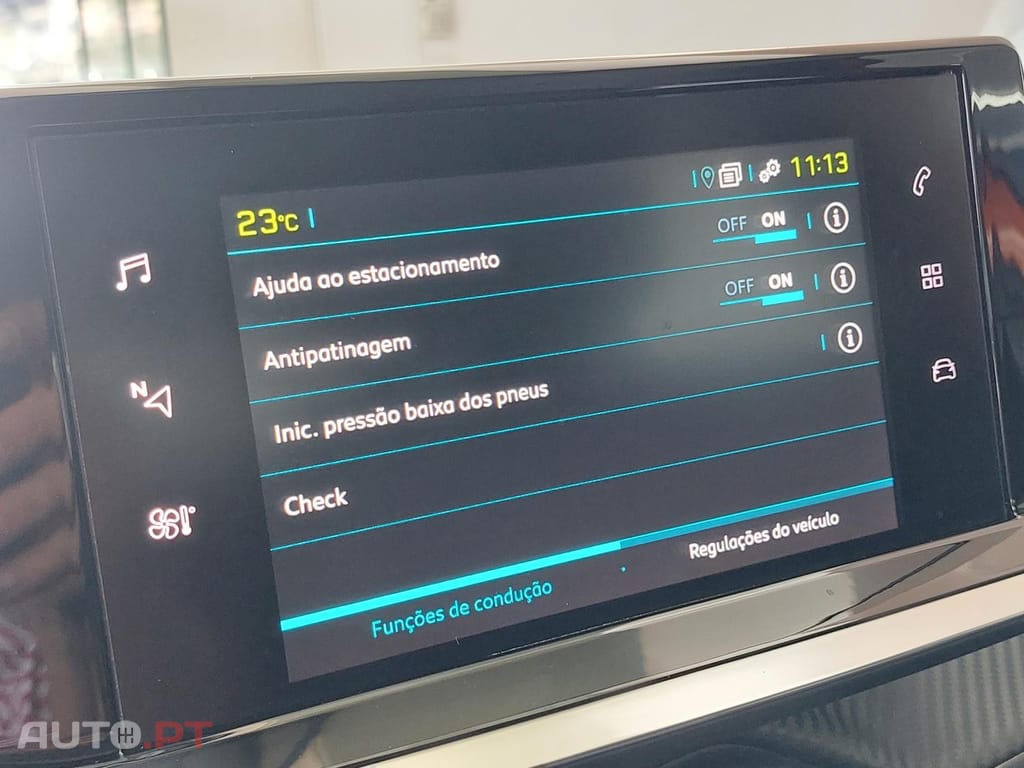 23°C 11:13
Ajuda ao estacionamento OFF ON
Antipatinagem OFF ON
Inic. pressão baixa dos pneus
Check
Funções de condução Regulações do veículo
N
AUTO.PT